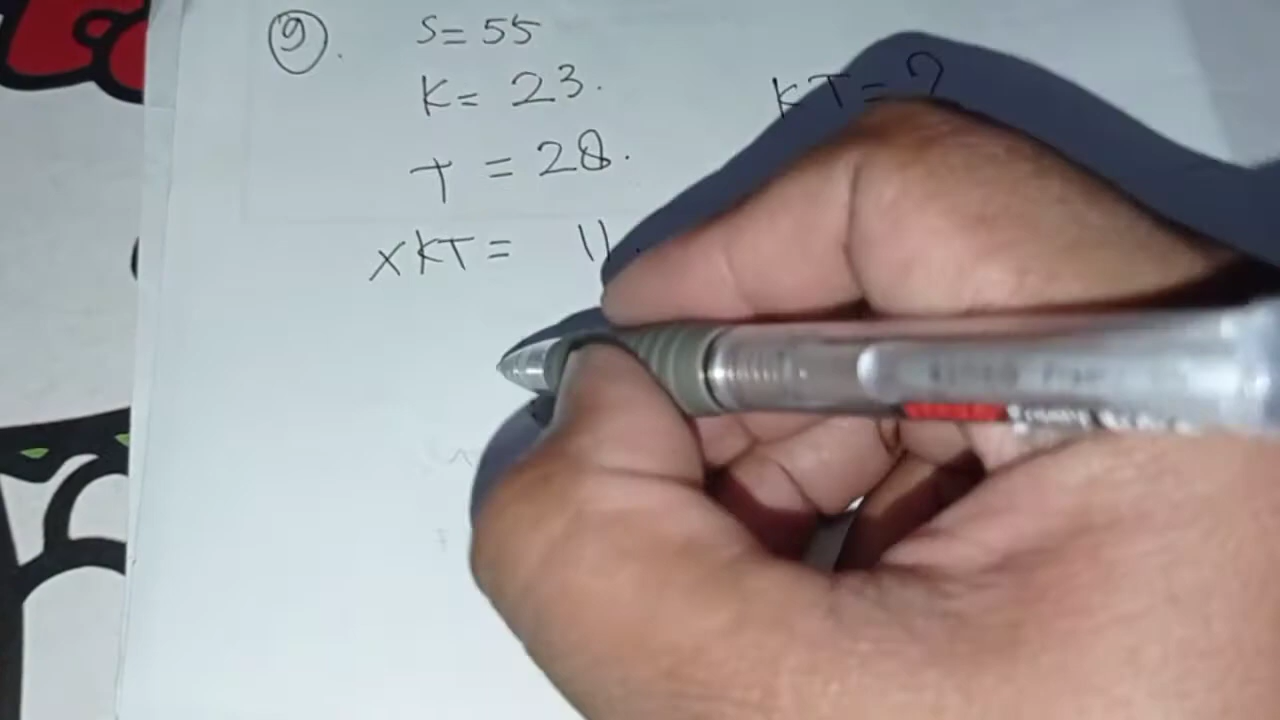 9. S = 55
K = 23.
KT = ?
T = 28.
xKT = 11.